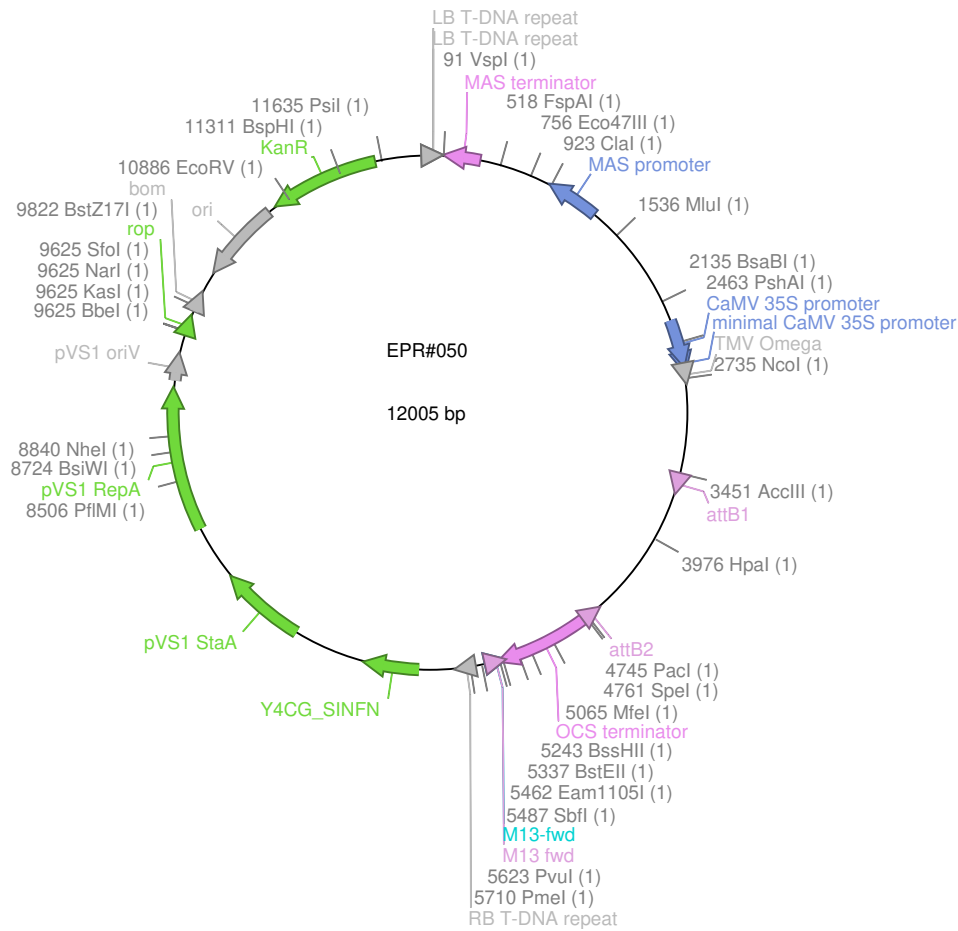 LB T-DNA repeat
LB T-DNA repeat
91 VspI (1)
MAS terminator
518 FspAI (1)
756 Eco47III (1)
923 ClaI (1)
MAS promoter
1536 MluI (1)
2135 BsaBI (1)
2463 PshAI (1)
CaMV 35S promoter
minimal CaMV 35S promoter
TMV Omega
2735 NcoI (1)
3451 AccIII (1)
attB1
3976 HpaI (1)
attB2
4745 PacI (1)
4761 SpeI (1)
5065 MfeI (1)
OCS terminator
5243 BssHII (1)
5337 BstEII (1)
5462 Eam1105I (1)
5487 SbfI (1)
M13-fwd
M13 fwd
5623 PvuI (1)
5710 PmeI (1)
RB T-DNA repeat
Y4CG_SINFN
pVS1 StaA
8506 PflMI (1)
pVS1 RepA
8724 BsiWI (1)
8840 NheI (1)
pVS1 oriV
9625 BbeI (1)
9625 KasI (1)
9625 NarI (1)
9625 SfoI (1)
rop
9822 BstZ17I (1)
bom
ori
10886 EcoRV (1)
KanR
11311 BspHI (1)
11635 PsiI (1)
EPR#050
12005 bp